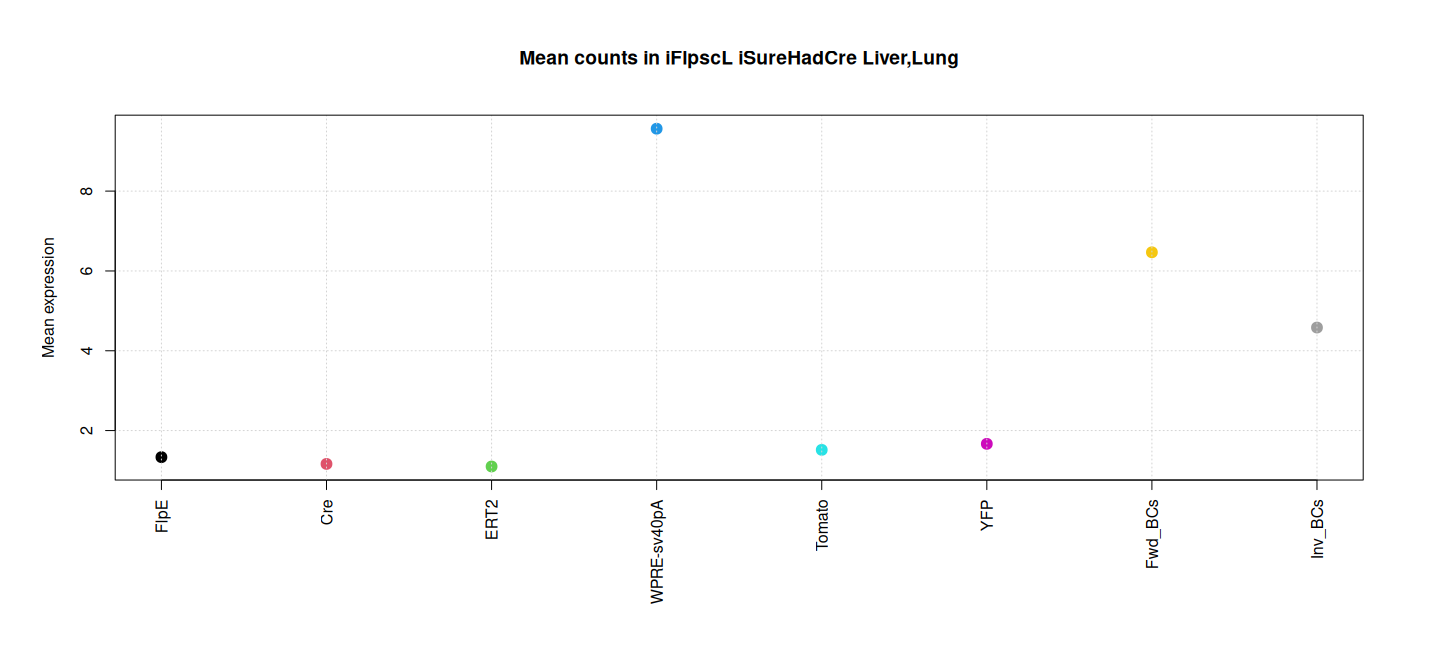 Mean counts in iFlpscL iSureHadCre Liver,Lung
Mean expression
8
6
4
2
FlpE
Cre
ERT2
WPRE-sv40pA
Tomato
YFP
Fwd_BCs
Inv_BCs